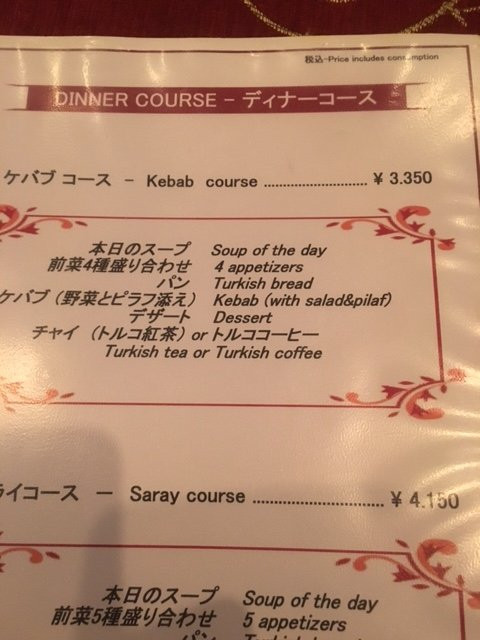 税込-Price includes consumption
DINNER COURSE - ディナーコース
ケバブ コース - Kebab course ............................ ¥ 3.350
本日のスープ Soup of the day
前菜4種盛り合わせ 4 appetizers
パン Turkish bread
ケバブ (野菜とピラフ添え) Kebab (with salad&pilaf)
デザート Dessert
チャイ (トルコ紅茶) or トルココーヒー
Turkish tea or Turkish coffee
ライコース — Saray course ................................ ¥ 4.150
本日のスープ Soup of the day
前菜5種盛り合わせ 5 appetizers
パン